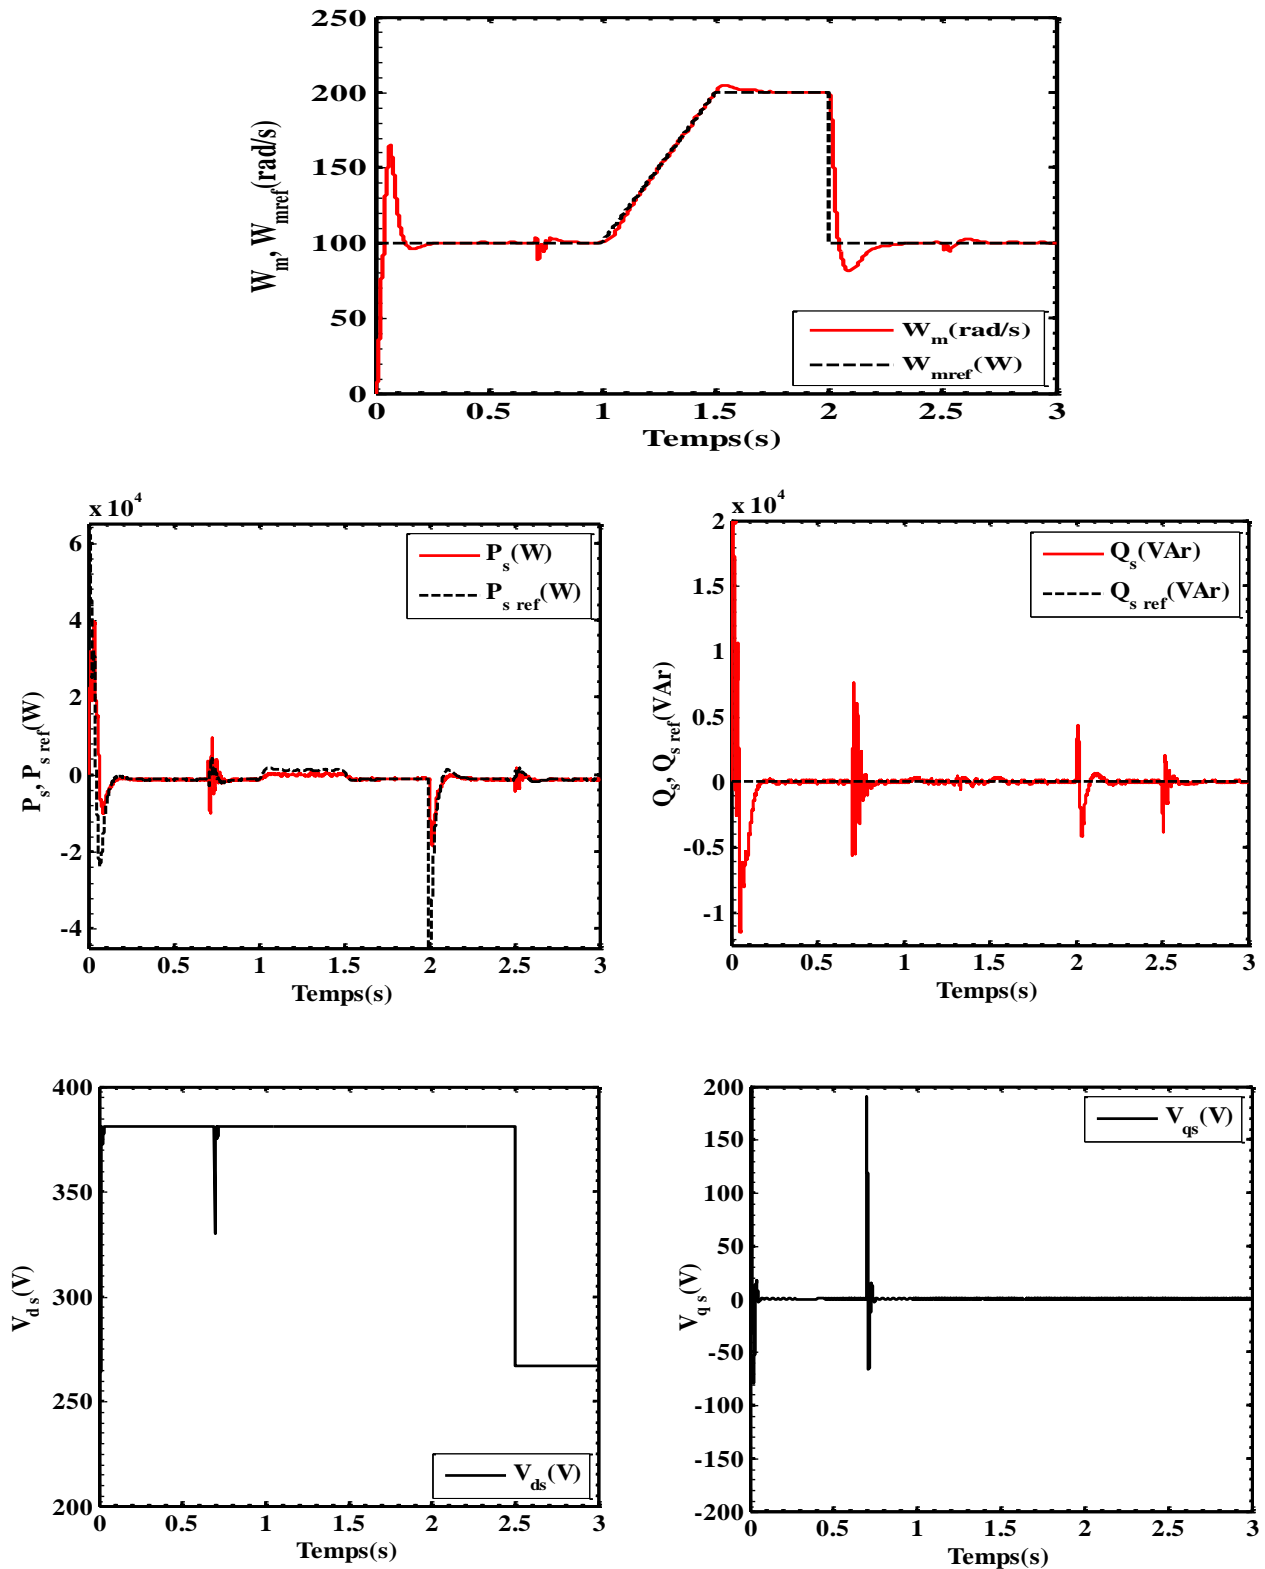 250
200
150
100
50
0
W_m, W_mref(rad/s)
W_m(rad/s)
W_mref(W)
0 0.5 1 1.5 2 2.5 3
Temps(s)
x 10^4
6
4
2
0
-2
-4
P_s, P_s ref(W)
P_s(W)
P_s ref(W)
0 0.5 1 1.5 2 2.5 3
Temps(s)
x 10^4
2
1.5
1
0.5
0
-0.5
-1
Q_s, Q_s ref(VAr)
Q_s(VAr)
Q_s ref(VAr)
0 0.5 1 1.5 2 2.5 3
Temps(s)
400
350
300
250
200
V_d s(V)
V_ds(V)
0 0.5 1 1.5 2 2.5 3
Temps(s)
200
150
100
50
0
-50
-100
-150
-200
V_q s(V)
V_qs(V)
0 0.5 1 1.5 2 2.5 3
Temps(s)